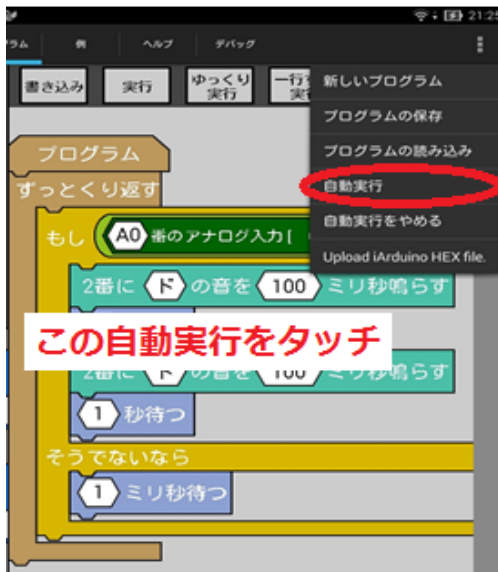 21:25
例
ヘルプ
デバッグ
書き込み
実行
ゆっくり
実行
新しいプログラム
プログラムの保存
プログラムの読み込み
自動実行
自動実行をやめる
Upload iArduino HEX file.
プログラム
ずっとくり返す
もし A0 番のアナログ入力 [
2番に ド の音を 100 ミリ秒鳴らす
この自動実行をタッチ
2番に ド の音を 100 ミリ秒鳴らす
1 秒待つ
そうでないなら
1 ミリ秒待つ